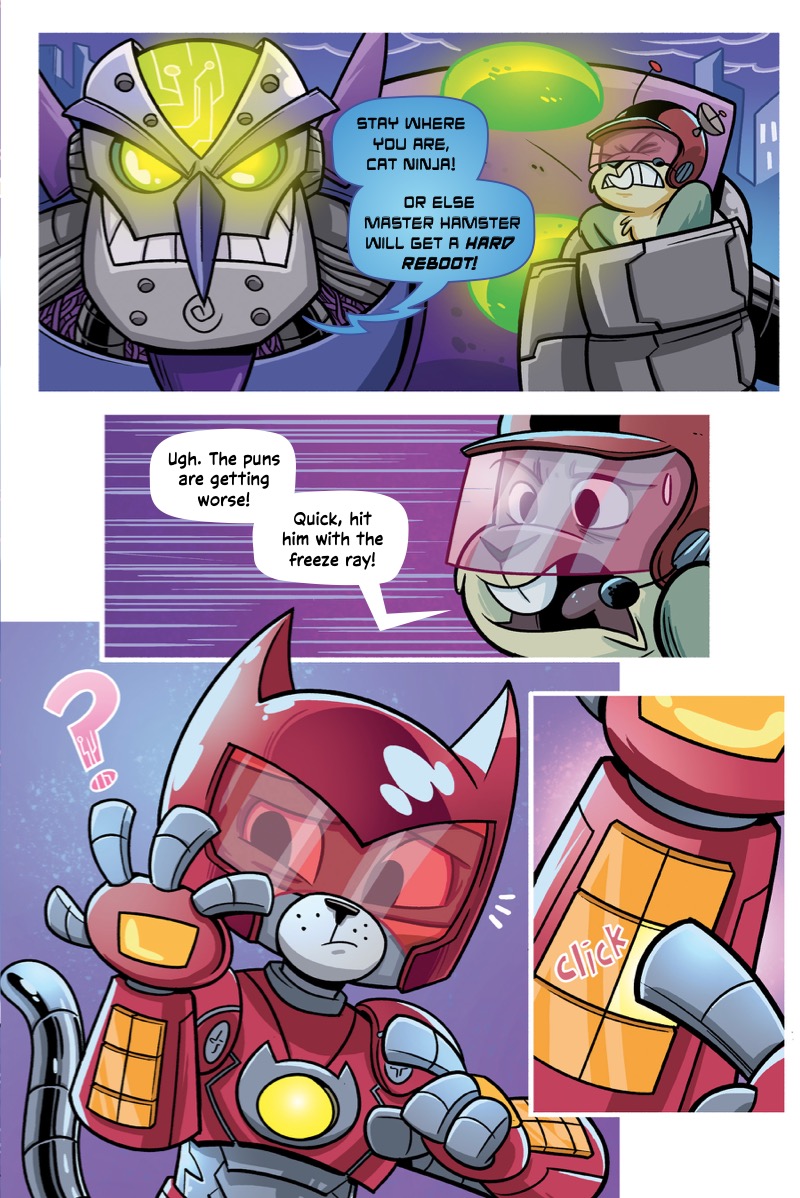 STAY WHERE
YOU ARE,
CAT NINJA!
OR ELSE
MASTER HAMSTER
WILL GET A HARD
REBOOT!
Ugh. The puns
are getting
worse!
Quick, hit
him with the
freeze ray!
?
click